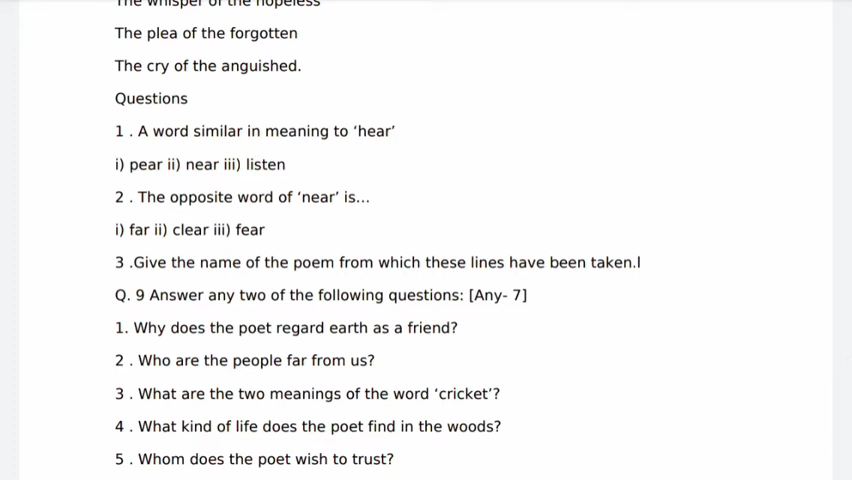 The whisper of the hopeless
The plea of the forgotten
The cry of the anguished.
Questions
1 . A word similar in meaning to ‘hear’
i) pear ii) near iii) listen
2 . The opposite word of ‘near’ is...
i) far ii) clear iii) fear
3 .Give the name of the poem from which these lines have been taken.l
Q. 9 Answer any two of the following questions: [Any- 7]
1. Why does the poet regard earth as a friend?
2 . Who are the people far from us?
3 . What are the two meanings of the word ‘cricket’?
4 . What kind of life does the poet find in the woods?
5 . Whom does the poet wish to trust?